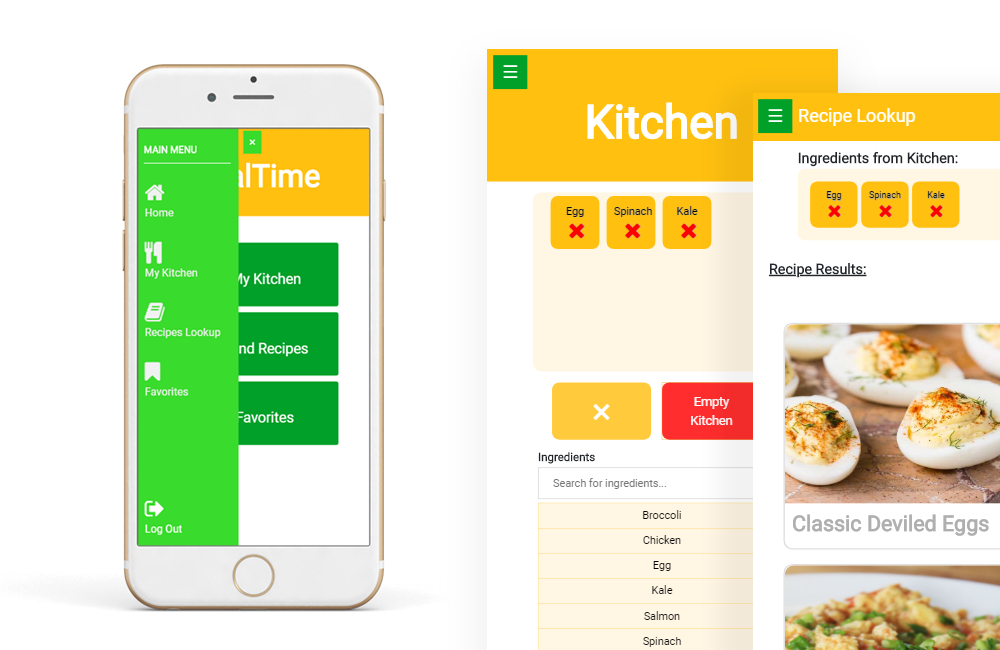 MAIN MENU
Home
My Kitchen
Recipes Lookup
Favorites
Log Out
alTime
My Kitchen
nd Recipes
Favorites
Kitchen
Egg
Spinach
Kale
Empty
Kitchen
Ingredients
Search for ingredients...
Broccoli
Chicken
Egg
Kale
Salmon
Spinach
Recipe Lookup
Ingredients from Kitchen:
Egg
Spinach
Kale
Recipe Results:
Classic Deviled Eggs